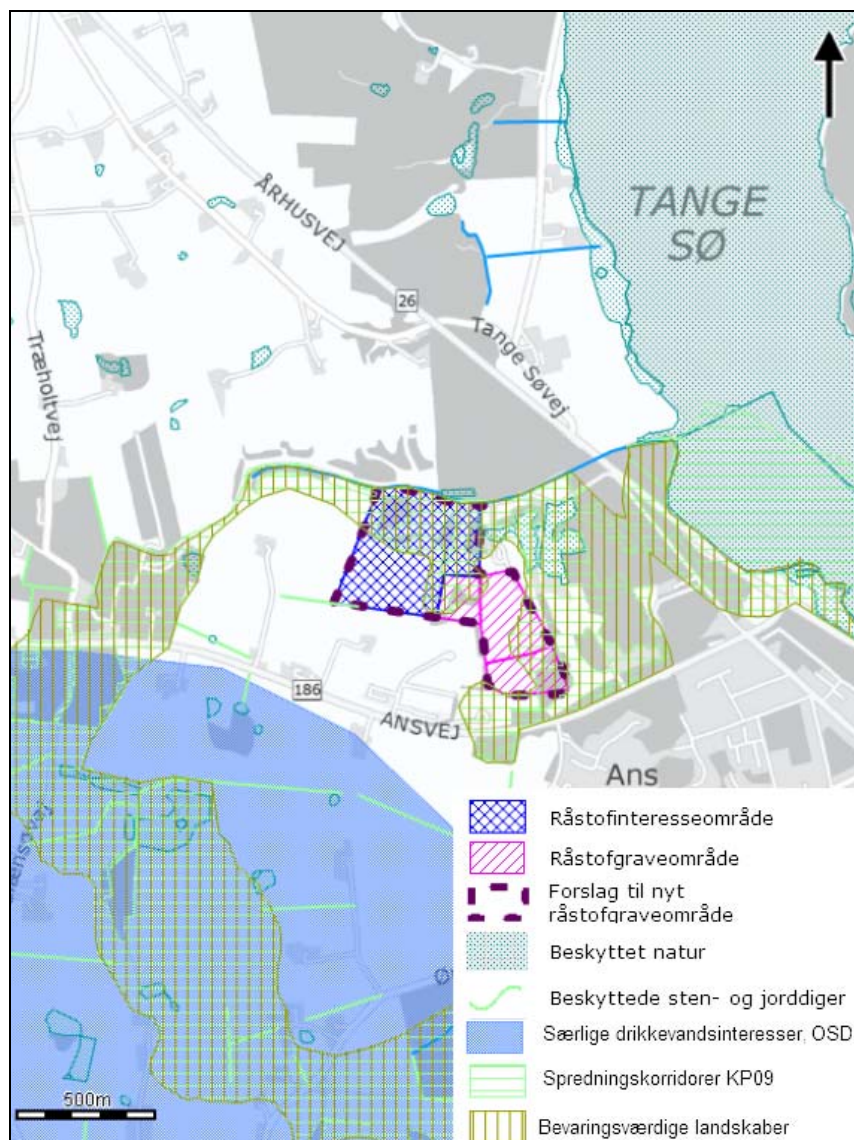 TANGE
SØ
ÅRHUSVEJ
26
Tange Søvej
Træholtvej
186
ANSVEJ
Ans
Råstofinteresseområde
Råstofgraveområde
Forslag til nyt
råstofgraveområde
Beskyttet natur
Beskyttede sten- og jorddiger
Særlige drikkevandsinteresser, OSD
Spredningskorridorer KP09
Bevaringsværdige landskaber
500m